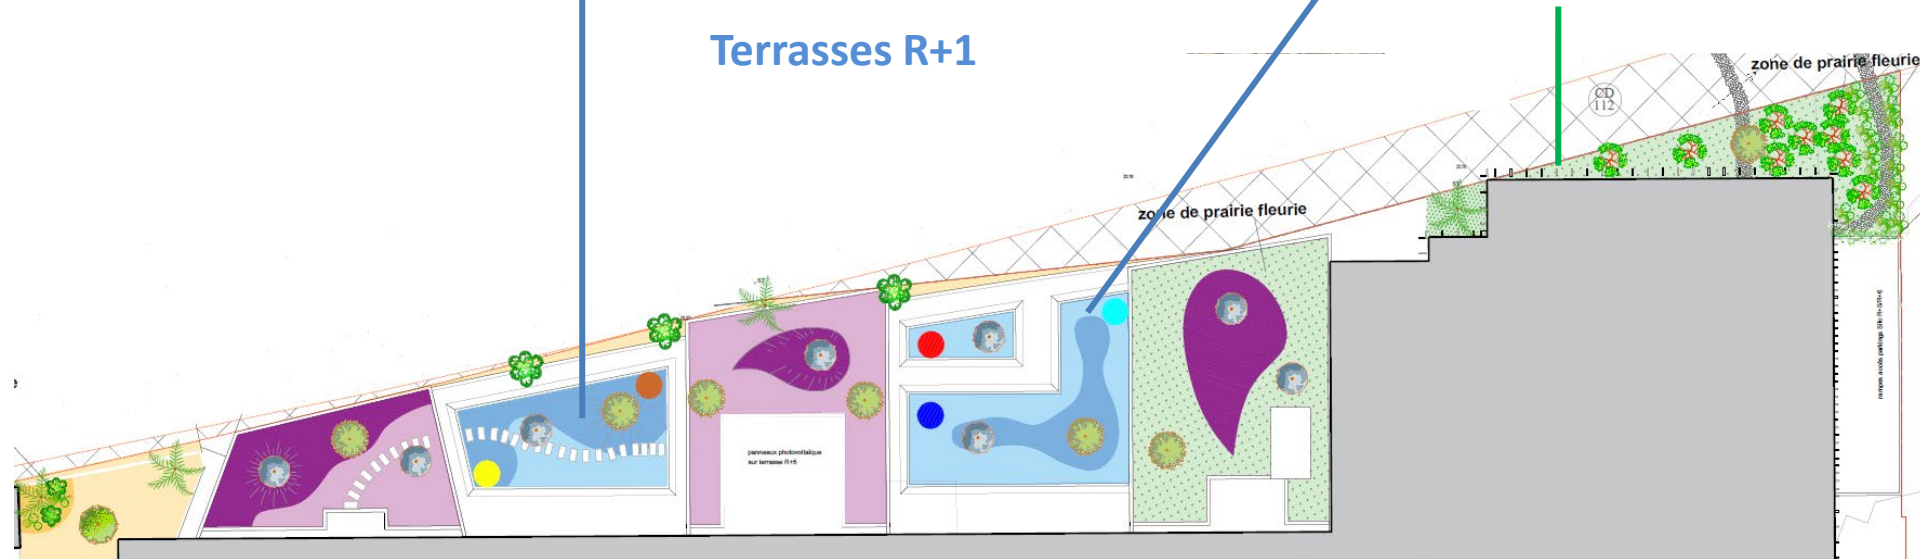 Terrasses R+1
zone de prairie fleurie
CD
112
zone de prairie fleurie
panneaux photovoltaïque
sur terrasse R+5